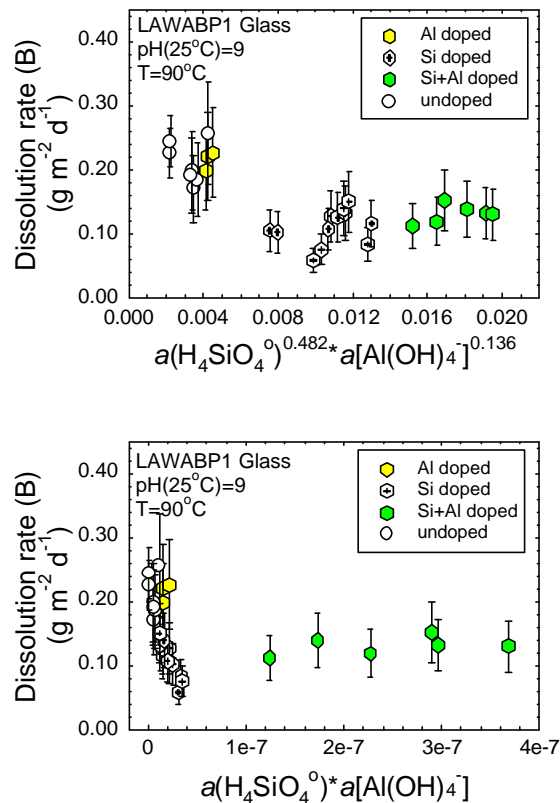 LAWABP1 Glass
pH(25°C)=9
T=90°C
Al doped
Si doped
Si+Al doped
undoped
Dissolution rate (B)
(g m⁻² d⁻¹)
0.40
0.30
0.20
0.10
0.00
0.000 0.004 0.008 0.012 0.016 0.020
a(H₄SiO₄°)^0.482*a[Al(OH)₄⁻]^0.136
LAWABP1 Glass
pH(25°C)=9
T=90°C
Al doped
Si doped
Si+Al doped
undoped
Dissolution rate (B)
(g m⁻² d⁻¹)
0.40
0.30
0.20
0.10
0.00
0 1e-7 2e-7 3e-7 4e-7
a(H₄SiO₄°)*a[Al(OH)₄⁻]